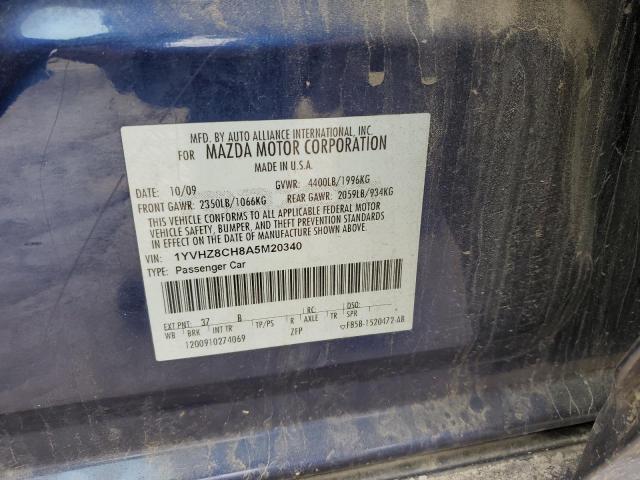 MFD. BY AUTO ALLIANCE INTERNATIONAL, INC.
FOR MAZDA MOTOR CORPORATION
MADE IN U.S.A.
DATE: 10/09 GVWR: 4400LB/1996KG
FRONT GAWR: 2350LB/1066KG REAR GAWR: 2059LB/934KG
THIS VEHICLE CONFORMS TO ALL APPLICABLE FEDERAL MOTOR
VEHICLE SAFETY, BUMPER, AND THEFT PREVENTION STANDARDS
IN EFFECT ON THE DATE OF MANUFACTURE SHOWN ABOVE.
VIN: 1YVHZ8CH8A5M20340
TYPE: Passenger Car
EXT PNT: 37 B RC: DSO:
WB BRK INT TR TP/PS R AXLE TR SPR
1200910274069 ZFP F85B-1520472-AB